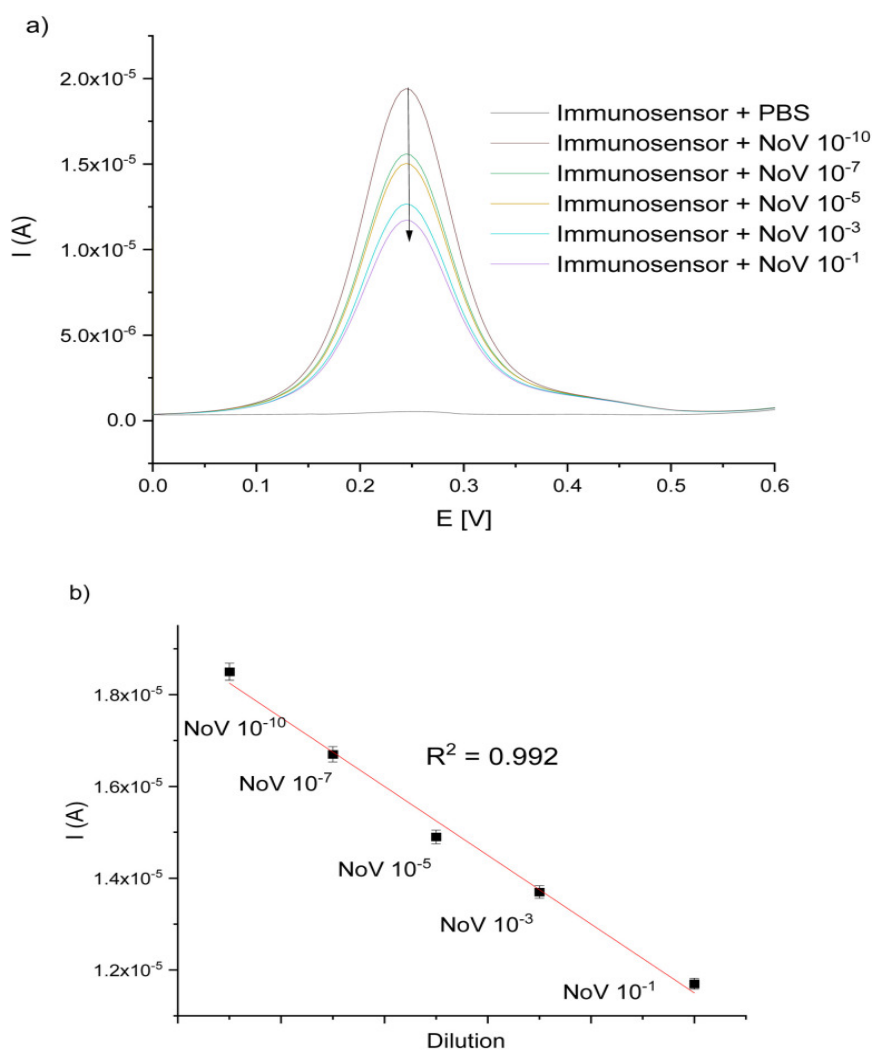 a)
2.0x10⁻⁵
1.5x10⁻⁵
1.0x10⁻⁵
5.0x10⁻⁶
0.0
I (A)
Immunosensor + PBS
Immunosensor + NoV 10⁻¹⁰
Immunosensor + NoV 10⁻⁷
Immunosensor + NoV 10⁻⁵
Immunosensor + NoV 10⁻³
Immunosensor + NoV 10⁻¹
0.0 0.1 0.2 0.3 0.4 0.5 0.6
E [V]
b)
1.8x10⁻⁵
1.6x10⁻⁵
1.4x10⁻⁵
1.2x10⁻⁵
I (A)
NoV 10⁻¹⁰
R² = 0.992
NoV 10⁻⁷
NoV 10⁻⁵
NoV 10⁻³
NoV 10⁻¹
Dilution